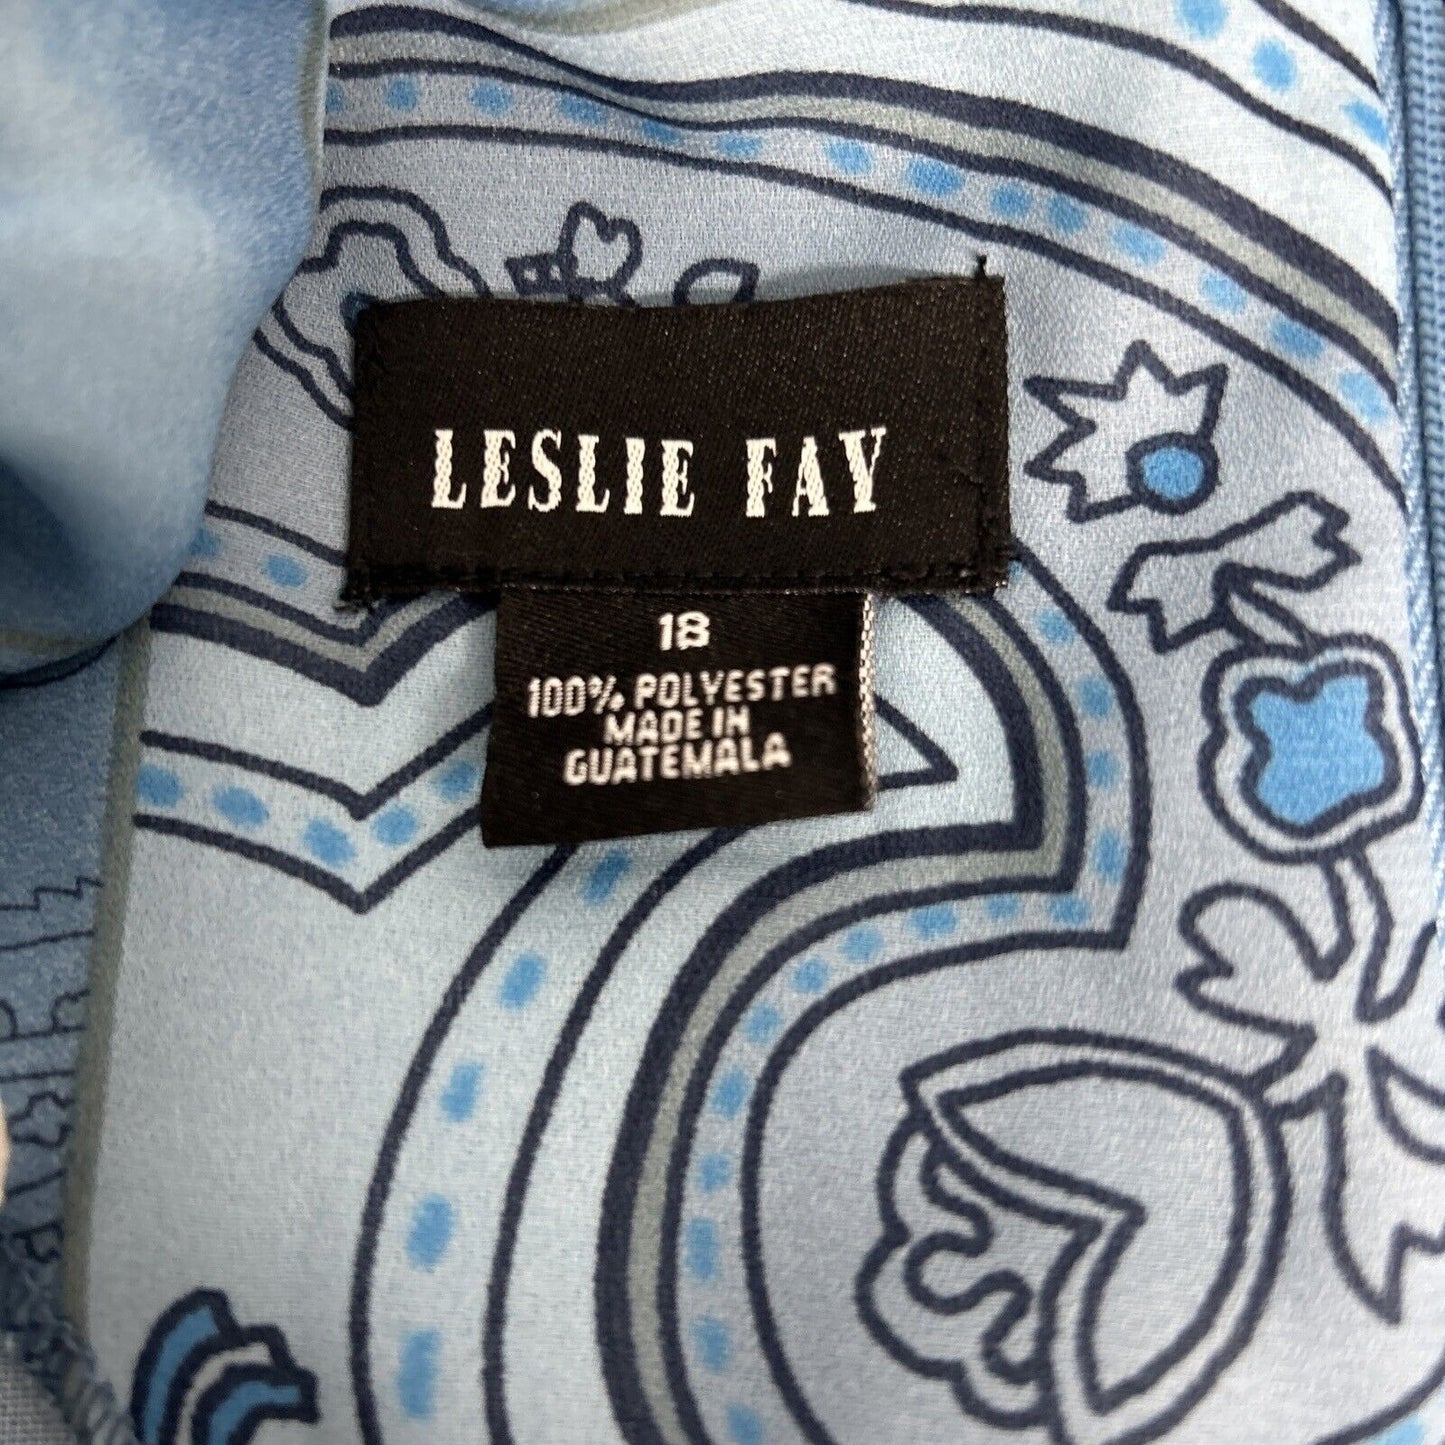 LESLIE FAY
18
100% POLYESTER
MADE IN
GUATEMALA